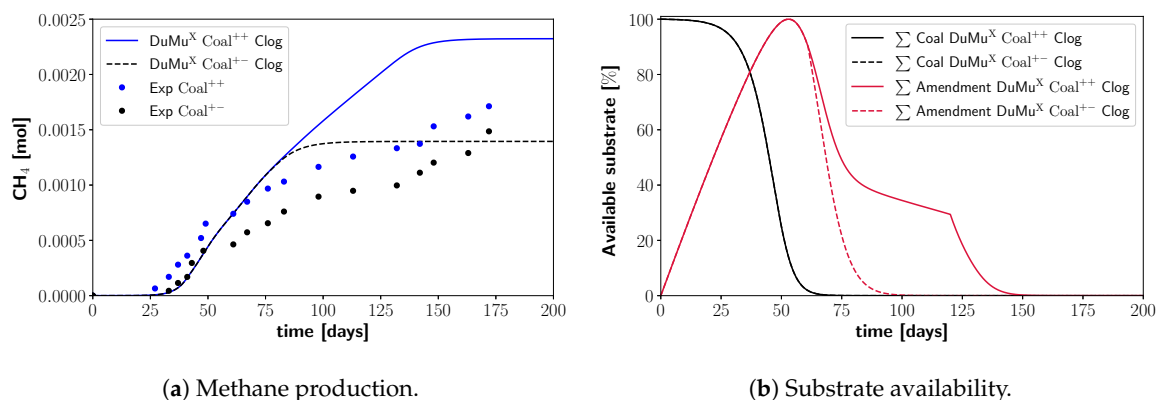 0.0025
0.0020
0.0015
0.0010
0.0005
0.0000
CH₄ [mol]
DuMuˣ Coal⁺⁺ Clog
DuMuˣ Coal⁺⁻ Clog
Exp Coal⁺⁺
Exp Coal⁺⁻
0 25 50 75 100 125 150 175 200
time [days]
(a) Methane production.
100
80
60
40
20
0
Available substrate [%]
∑ Coal DuMuˣ Coal⁺⁺ Clog
∑ Coal DuMuˣ Coal⁺⁻ Clog
∑ Amendment DuMuˣ Coal⁺⁺ Clog
∑ Amendment DuMuˣ Coal⁺⁻ Clog
0 25 50 75 100 125 150 175 200
time [days]
(b) Substrate availability.